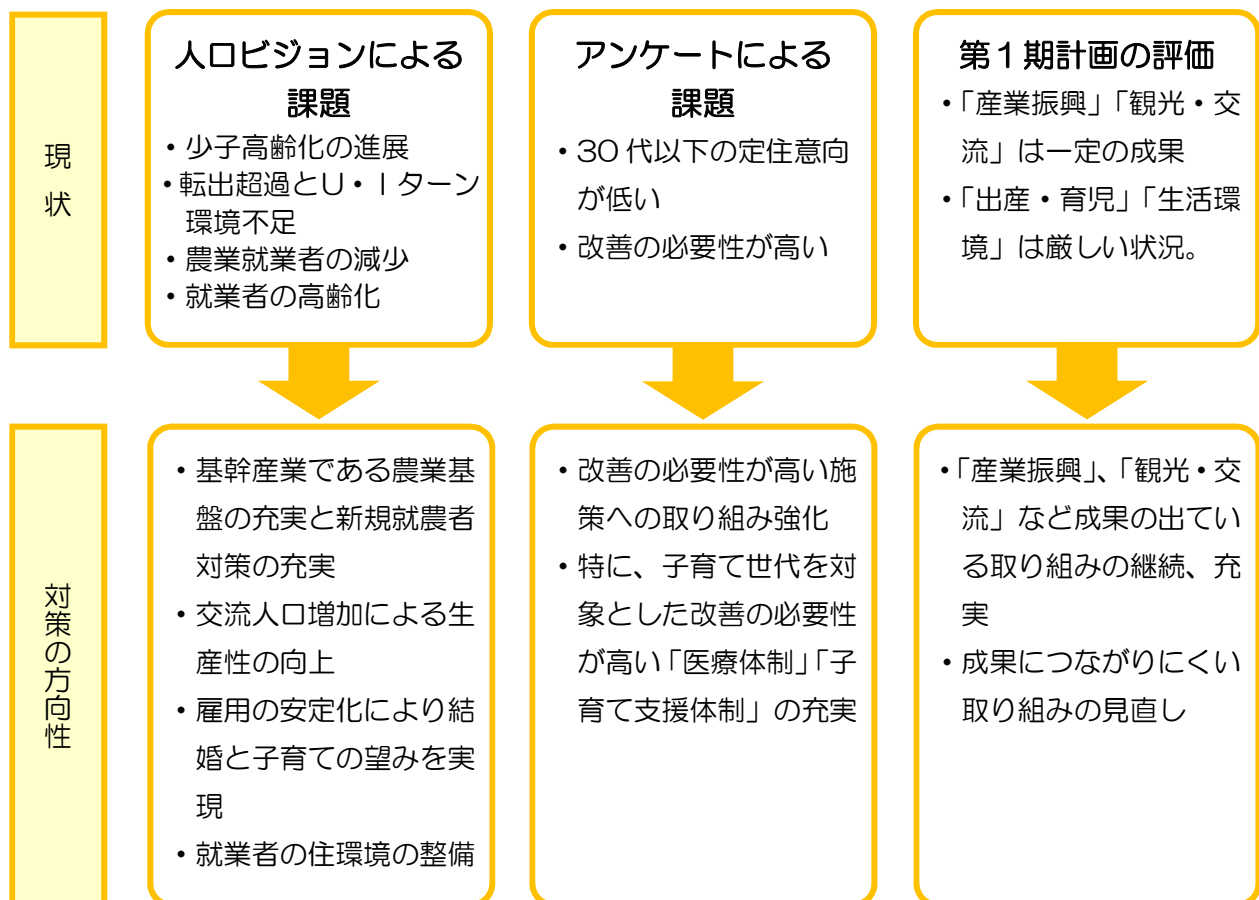 現状
人口ビジョンによる
課題
・少子高齢化の進展
・転出超過とU・Iターン
環境不足
・農業就業者の減少
・就業者の高齢化
アンケートによる
課題
・30代以下の定住意向
が低い
・改善の必要性が高い
第1期計画の評価
・「産業振興」「観光・交
流」は一定の成果
・「出産・育児」「生活環
境」は厳しい状況。
対策の方向性
・基幹産業である農業基
盤の充実と新規就農者
対策の充実
・交流人口増加による生
産性の向上
・雇用の安定化により結
婚と子育ての望みを実
現
・就業者の住環境の整備
・改善の必要性が高い施
策への取り組み強化
・特に、子育て世代を対
象とした改善の必要性
が高い「医療体制」「子
育て支援体制」の充実
・「産業振興」、「観光・交
流」など成果の出てい
る取り組みの継続、充
実
・成果につながりにくい
取り組みの見直し